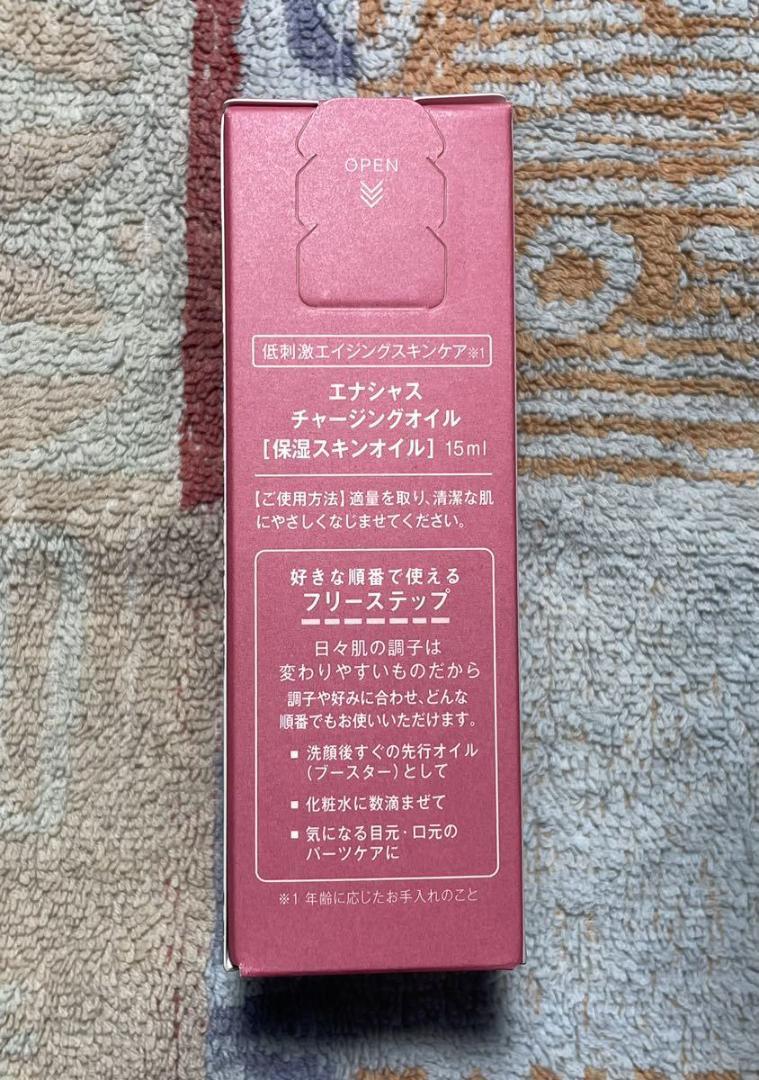 OPEN
低刺激エイジングスキンケア※1
エナシャス
チャージングオイル
[保湿スキンオイル] 15ml
【ご使用方法】適量を取り、清潔な肌
にやさしくなじませてください。
好きな順番で使える
フリーステップ
日々肌の調子は
変わりやすいものだから
調子や好みに合わせ、どんな
順番でもお使いいただけます。
■ 洗顔後すぐの先行オイル
(ブースター)として
■ 化粧水に数滴まぜて
■ 気になる目元・口元の
パーツケアに
※1 年齢に応じたお手入れのこと